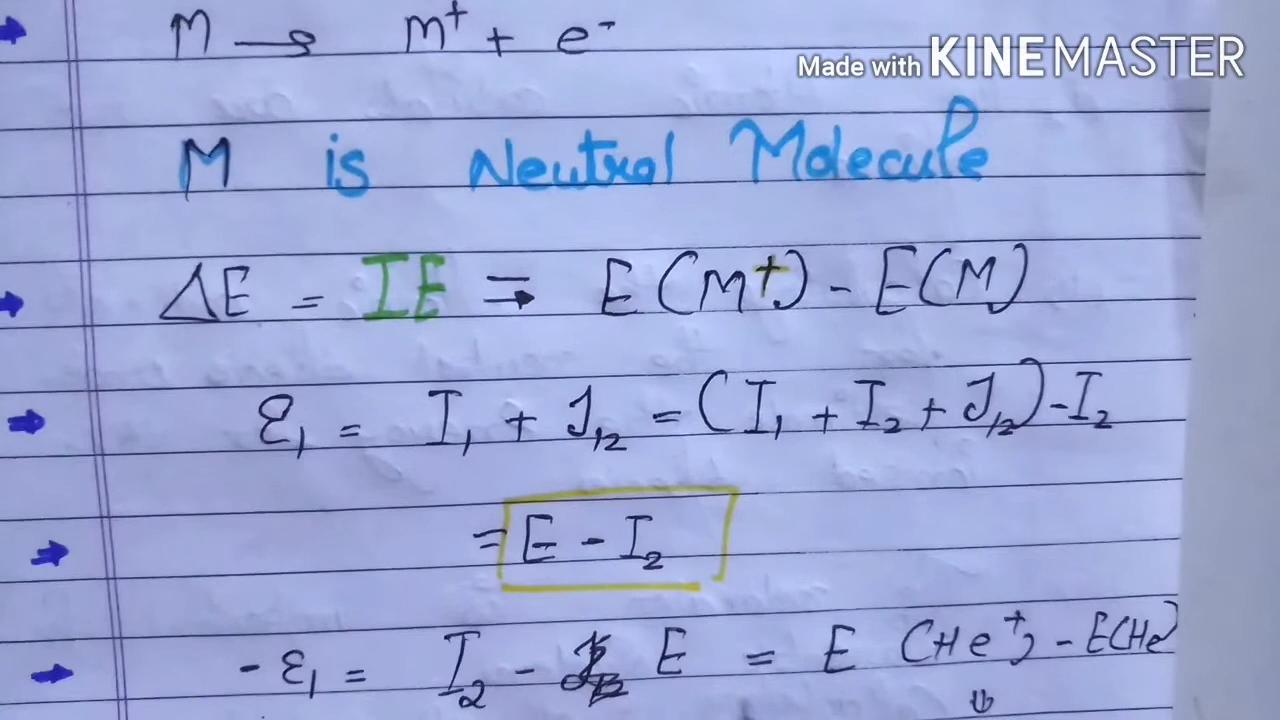 M → M⁺ + e⁻
Made with KINEMASTER
M is Neutral Molecule
ΔE = IE ⇒ E(M⁺) - E(M)
ε₁ = I₁ + J₁₂ = (I₁ + I₂ + J₁₂) - I₂
= E - I₂
-ε₁ = I₂ - E = E (He⁺) - E(He)